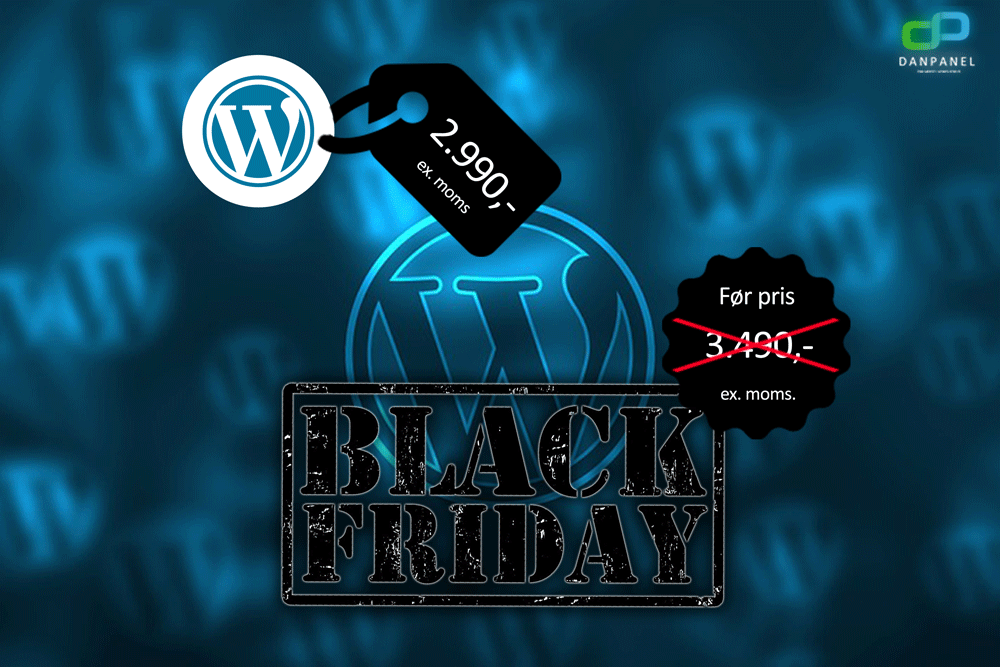 DANPANEL
2.990,-
ex. moms
Før pris
3.490,-
ex. moms.
BLACK
FRIDAY